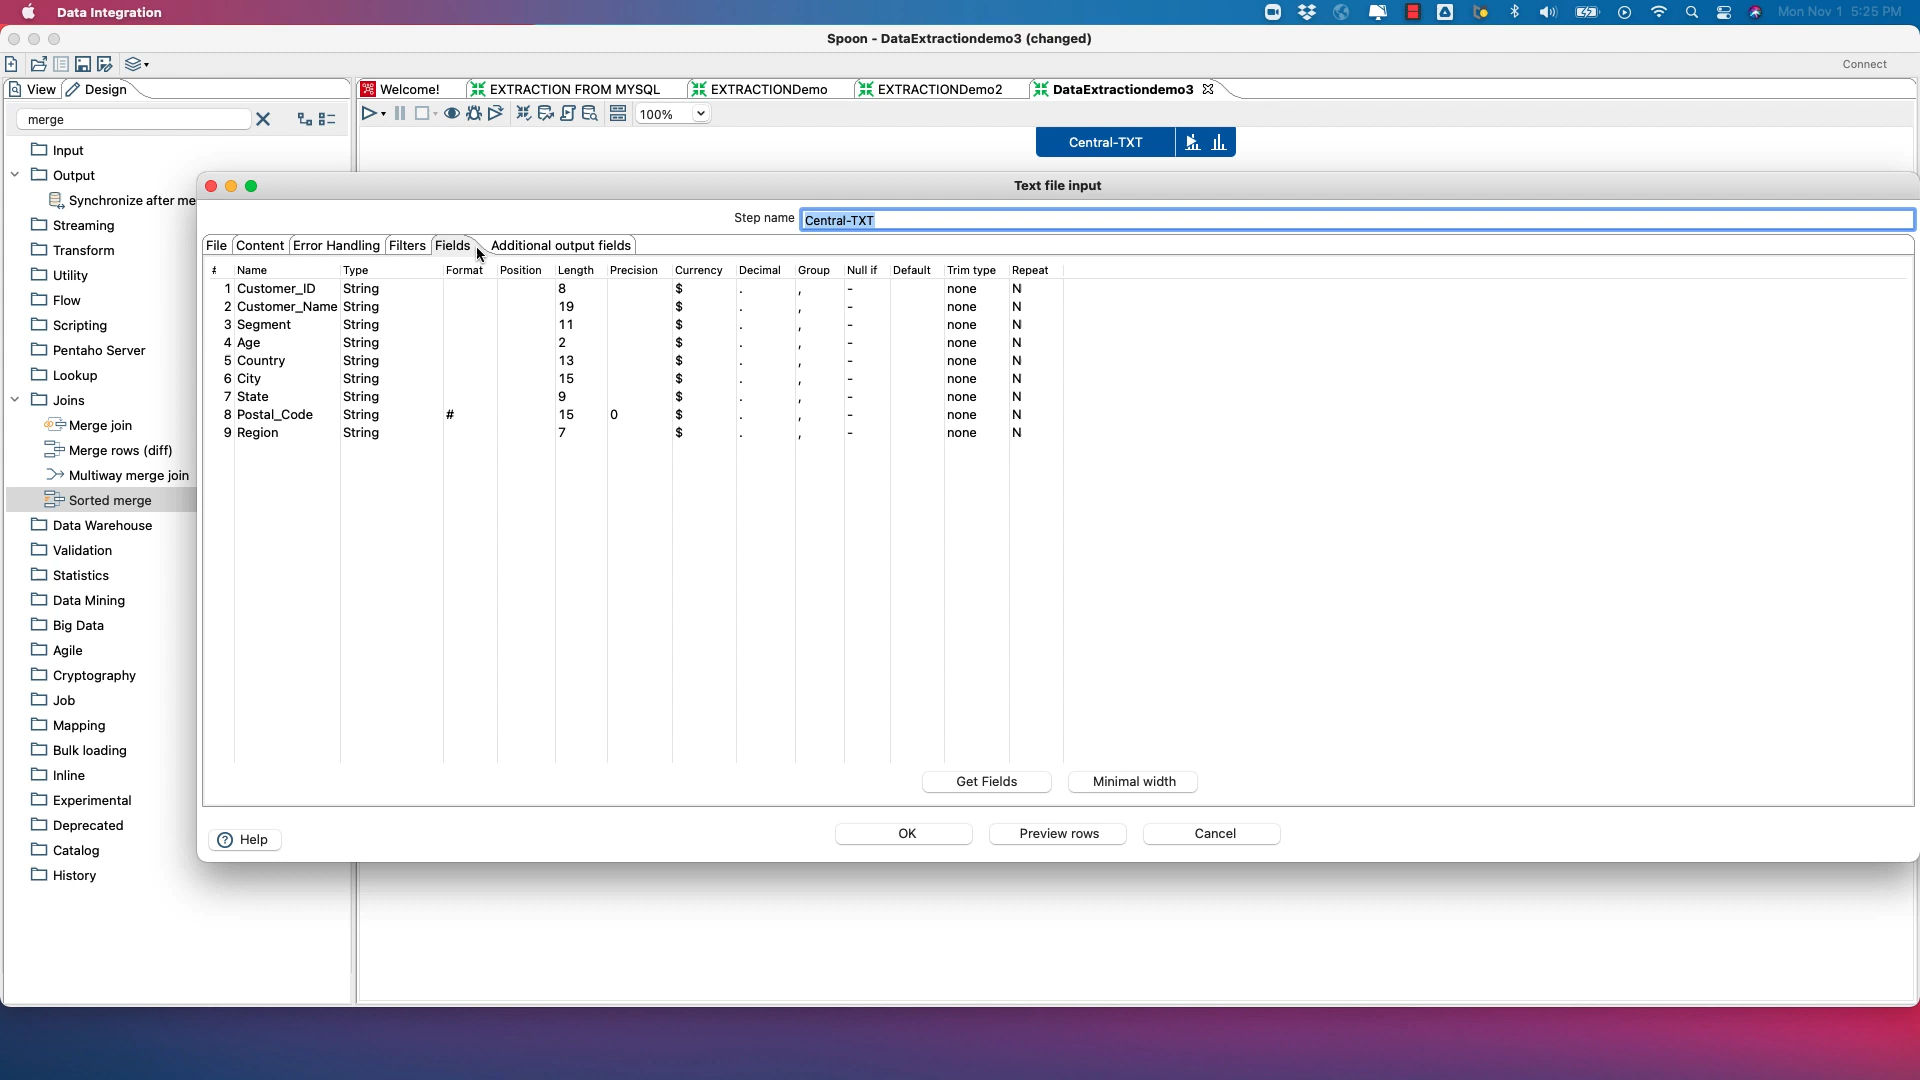 Data Integration
Mon Nov 1 5:25 PM
Spoon - DataExtractiondemo3 (changed)
Connect
View
Design
Welcome!
EXTRACTION FROM MYSQL
EXTRACTIONDemo
EXTRACTIONDemo2
DataExtractiondemo3
merge
100%
Central-TXT
Input
Output
Synchronize after me
Streaming
Transform
Utility
Flow
Scripting
Pentaho Server
Lookup
Joins
Merge join
Merge rows (diff)
Multiway merge join
Sorted merge
Data Warehouse
Validation
Statistics
Data Mining
Big Data
Agile
Cryptography
Job
Mapping
Bulk loading
Inline
Experimental
Deprecated
Catalog
History
Text file input
Step name Central-TXT
File Content Error Handling Filters Fields Additional output fields
# Name Type Format Position Length Precision Currency Decimal Group Null if Default Trim type Repeat
1 Customer_ID String 8 $ . , - none N
2 Customer_Name String 19 $ . , - none N
3 Segment String 11 $ . , - none N
4 Age String 2 $ . , - none N
5 Country String 13 $ . , - none N
6 City String 15 $ . , - none N
7 State String 9 $ . , - none N
8 Postal_Code String # 15 0 $ . , - none N
9 Region String 7 $ . , - none N
Get Fields Minimal width
Help OK Preview rows Cancel